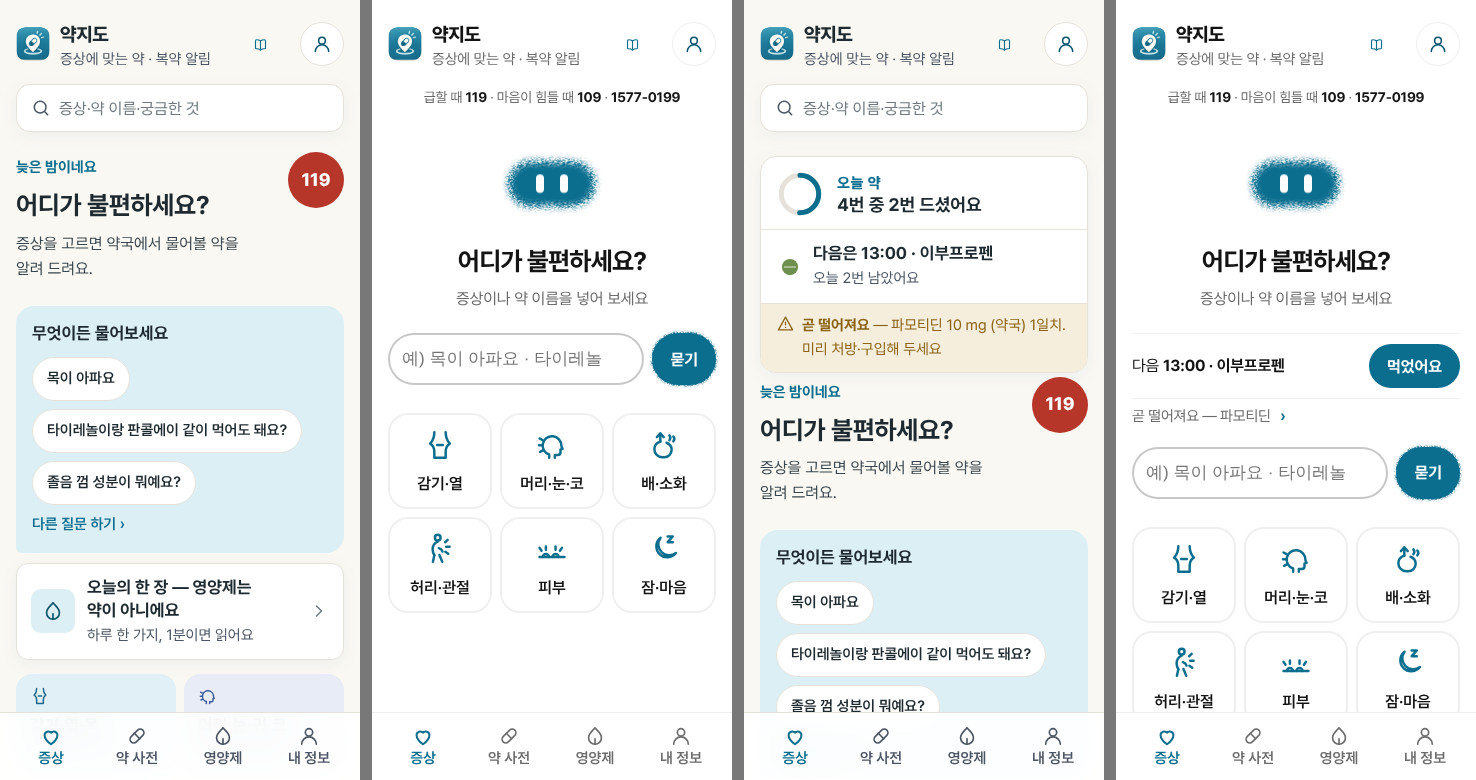 약지도
증상에 맞는 약 · 복약 알림
증상·약 이름·궁금한 것
늦은 밤이네요
119
어디가 불편하세요?
증상을 고르면 약국에서 물어볼 약을
알려 드려요.
무엇이든 물어보세요
목이 아파요
타이레놀이랑 판콜에이 같이 먹어도 돼요?
졸음 껌 성분이 뭐예요?
다른 질문 하기 ›
오늘의 한 장 — 영양제는
약이 아니에요
하루 한 가지, 1분이면 읽어요
증상
약 사전
영양제
내 정보
약지도
증상에 맞는 약 · 복약 알림
급할 때 119 · 마음이 힘들 때 109 · 1577-0199
어디가 불편하세요?
증상이나 약 이름을 넣어 보세요
예) 목이 아파요 · 타이레놀
묻기
감기·열
머리·눈·코
배·소화
허리·관절
피부
잠·마음
증상
약 사전
영양제
내 정보
약지도
증상에 맞는 약 · 복약 알림
증상·약 이름·궁금한 것
오늘 약
4번 중 2번 드셨어요
다음은 13:00 · 이부프로펜
오늘 2번 남았어요
곧 떨어져요 — 파모티딘 10 mg (약국) 1일치.
미리 처방·구입해 두세요
늦은 밤이네요
119
어디가 불편하세요?
증상을 고르면 약국에서 물어볼 약을
알려 드려요.
무엇이든 물어보세요
목이 아파요
타이레놀이랑 판콜에이 같이 먹어도 돼요?
졸음 껌 성분이 뭐예요?
증상
약 사전
영양제
내 정보
약지도
증상에 맞는 약 · 복약 알림
급할 때 119 · 마음이 힘들 때 109 · 1577-0199
어디가 불편하세요?
증상이나 약 이름을 넣어 보세요
다음 13:00 · 이부프로펜
먹었어요
곧 떨어져요 — 파모티딘 ›
예) 목이 아파요 · 타이레놀
묻기
감기·열
머리·눈·코
배·소화
허리·관절
피부
잠·마음
증상
약 사전
영양제
내 정보